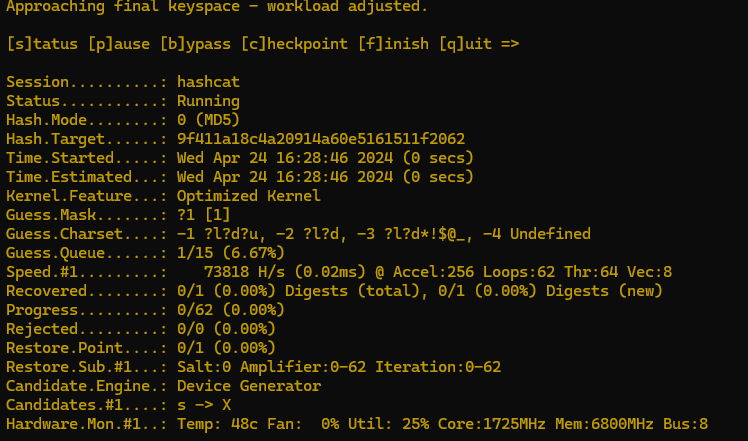 Approaching final keyspace - workload adjusted.
[s]tatus [p]ause [b]ypass [c]heckpoint [f]inish [q]uit =>
Session..........: hashcat
Status...........: Running
Hash.Mode........: 0 (MD5)
Hash.Target......: 9f411a18c4a20914a60e5161511f2062
Time.Started.....: Wed Apr 24 16:28:46 2024 (0 secs)
Time.Estimated...: Wed Apr 24 16:28:46 2024 (0 secs)
Kernel.Feature...: Optimized Kernel
Guess.Mask.......: ?1 [1]
Guess.Charset....: -1 ?l?d?u, -2 ?l?d, -3 ?l?d*!$@_, -4 Undefined
Guess.Queue......: 1/15 (6.67%)
Speed.#1.........:    73818 H/s (0.02ms) @ Accel:256 Loops:62 Thr:64 Vec:8
Recovered........: 0/1 (0.00%) Digests (total), 0/1 (0.00%) Digests (new)
Progress.........: 0/62 (0.00%)
Rejected.........: 0/0 (0.00%)
Restore.Point....: 0/1 (0.00%)
Restore.Sub.#1...: Salt:0 Amplifier:0-62 Iteration:0-62
Candidate.Engine.: Device Generator
Candidates.#1....: s -> X
Hardware.Mon.#1..: Temp: 48c Fan:  0% Util: 25% Core:1725MHz Mem:6800MHz Bus:8